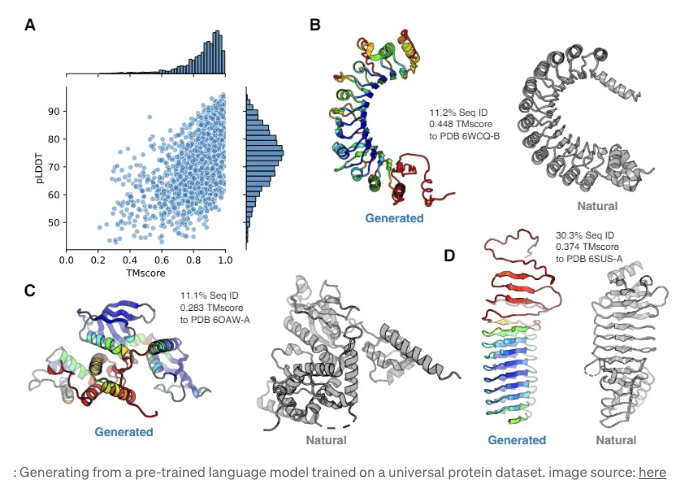 A
B
90
80
70
60
50
pLDDT
0.0 0.2 0.4 0.6 0.8 1.0
TMscore
11.2% Seq ID
0.448 TMscore
to PDB 6WCQ-B
Generated
Natural
C
11.1% Seq ID
0.283 TMscore
to PDB 6OAW-A
Generated
Natural
D
30.3% Seq ID
0.374 TMscore
to PDB 6SUS-A
Generated
Natural
: Generating from a pre-trained language model trained on a universal protein dataset. image source: here